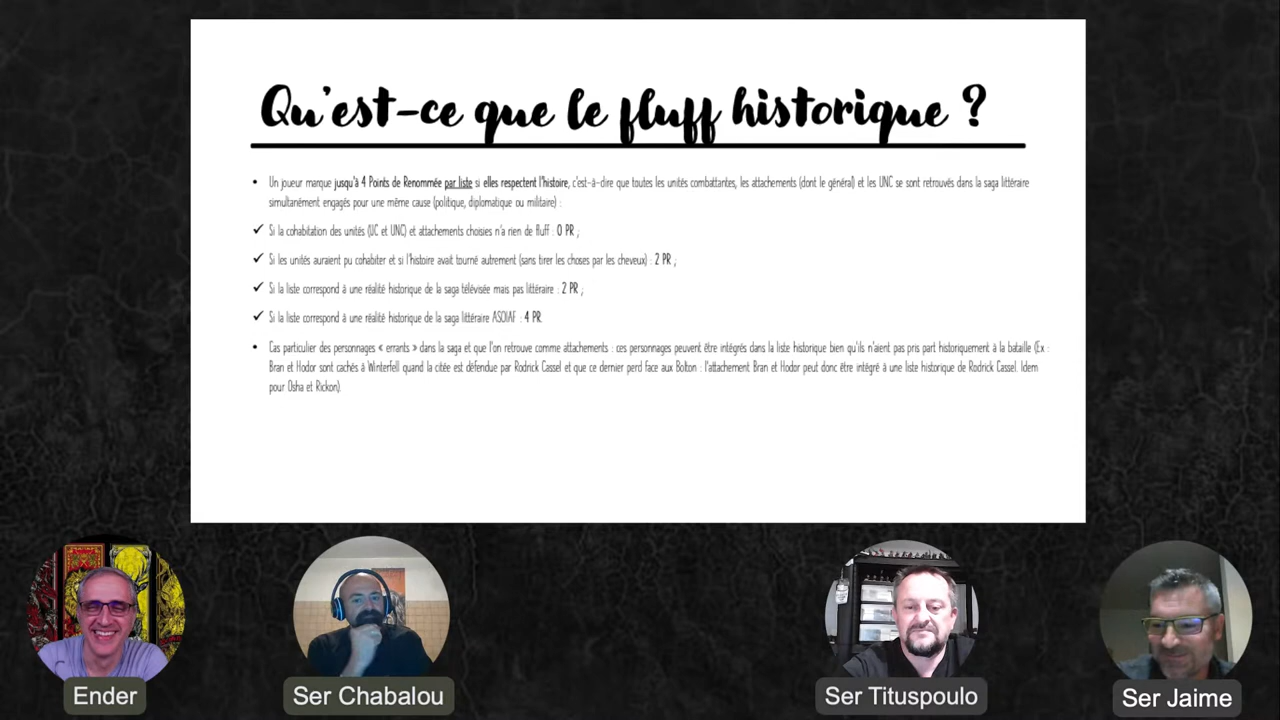 Qu'est-ce que le fluff historique ?
• Un joueur marque jusqu'à 4 Points de Renommée par liste si elles respectent l'histoire, c'est-à-dire que toutes les unités combattantes, les attachements (dont le général) et les UNC se sont retrouvés dans la saga littéraire
simultanément engagés pour une même cause (politique, diplomatique ou militaire) :
✓ Si la cohabitation des unités (UC et UNC) et attachements choisies n'a rien de fluff : 0 PR ;
✓ Si les unités auraient pu cohabiter et si l'histoire avait tourné autrement (sans tirer les choses par les cheveux) : 2 PR ;
✓ Si la liste correspond à une réalité historique de la saga télévisée mais pas littéraire : 2 PR ;
✓ Si la liste correspond à une réalité historique de la saga littéraire ASOIAF : 4 PR.
• Cas particulier des personnages « errants » dans la saga et que l'on retrouve comme attachements : ces personnages peuvent être intégrés dans la liste historique bien qu'ils n'aient pas pris part historiquement à la bataille (Ex :
Bran et Hodor sont cachés à Winterfell quand la citée est défendue par Rodrick Cassel et que ce dernier perd face aux Bolton : l'attachement Bran et Hodor peut donc être intégré à une liste historique de Rodrick Cassel. Idem
pour Osha et Rickon).
Ender
Ser Chabalou
Ser Tituspoulo
Ser Jaime